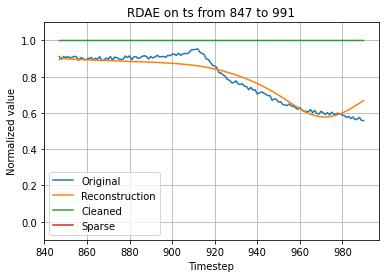 RDAE on ts from 847 to 991
1.0
0.8
0.6
0.4
0.2
0.0
Normalized value
Original
Reconstruction
Cleaned
Sparse
840 860 880 900 920 940 960 980
Timestep